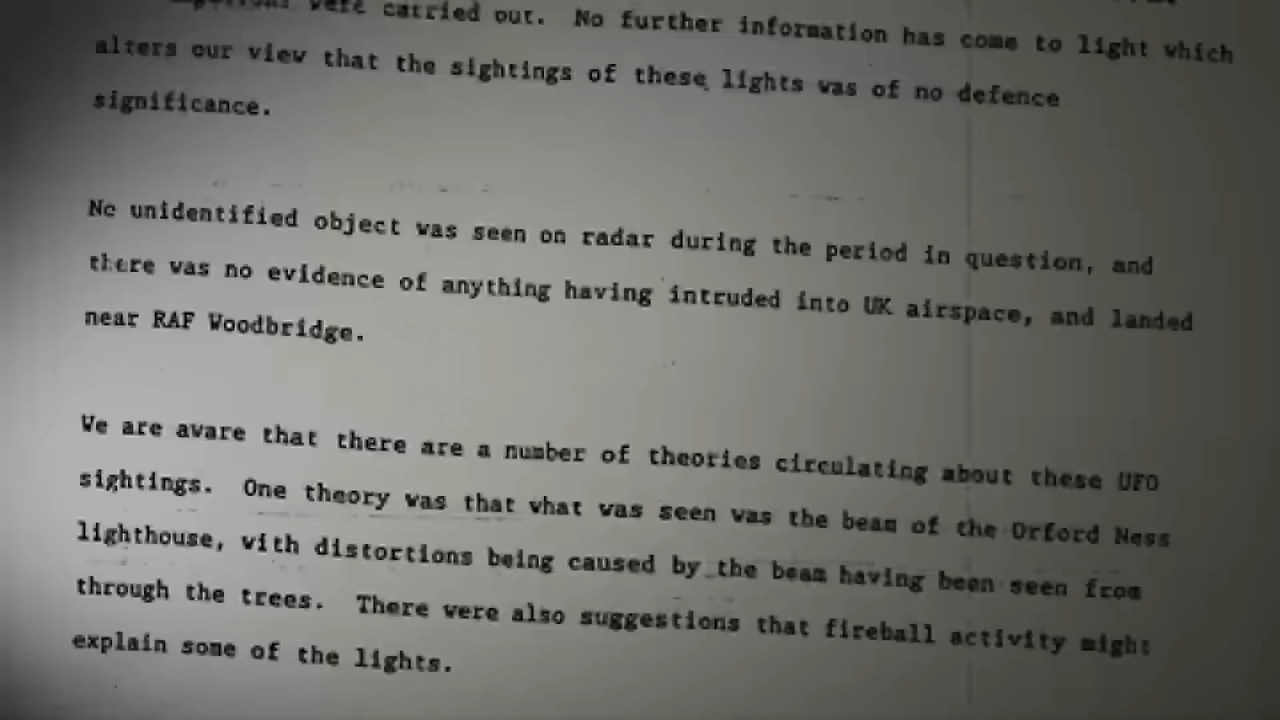 were carried out. No further information has come to light which
alters our view that the sightings of these lights was of no defence
significance.
No unidentified object was seen on radar during the period in question, and
there was no evidence of anything having intruded into UK airspace, and landed
near RAF Woodbridge.
We are aware that there are a number of theories circulating about these UFO
sightings. One theory was that what was seen was the beam of the Orford Ness
lighthouse, with distortions being caused by the beam having been seen from
through the trees. There were also suggestions that fireball activity might
explain some of the lights.